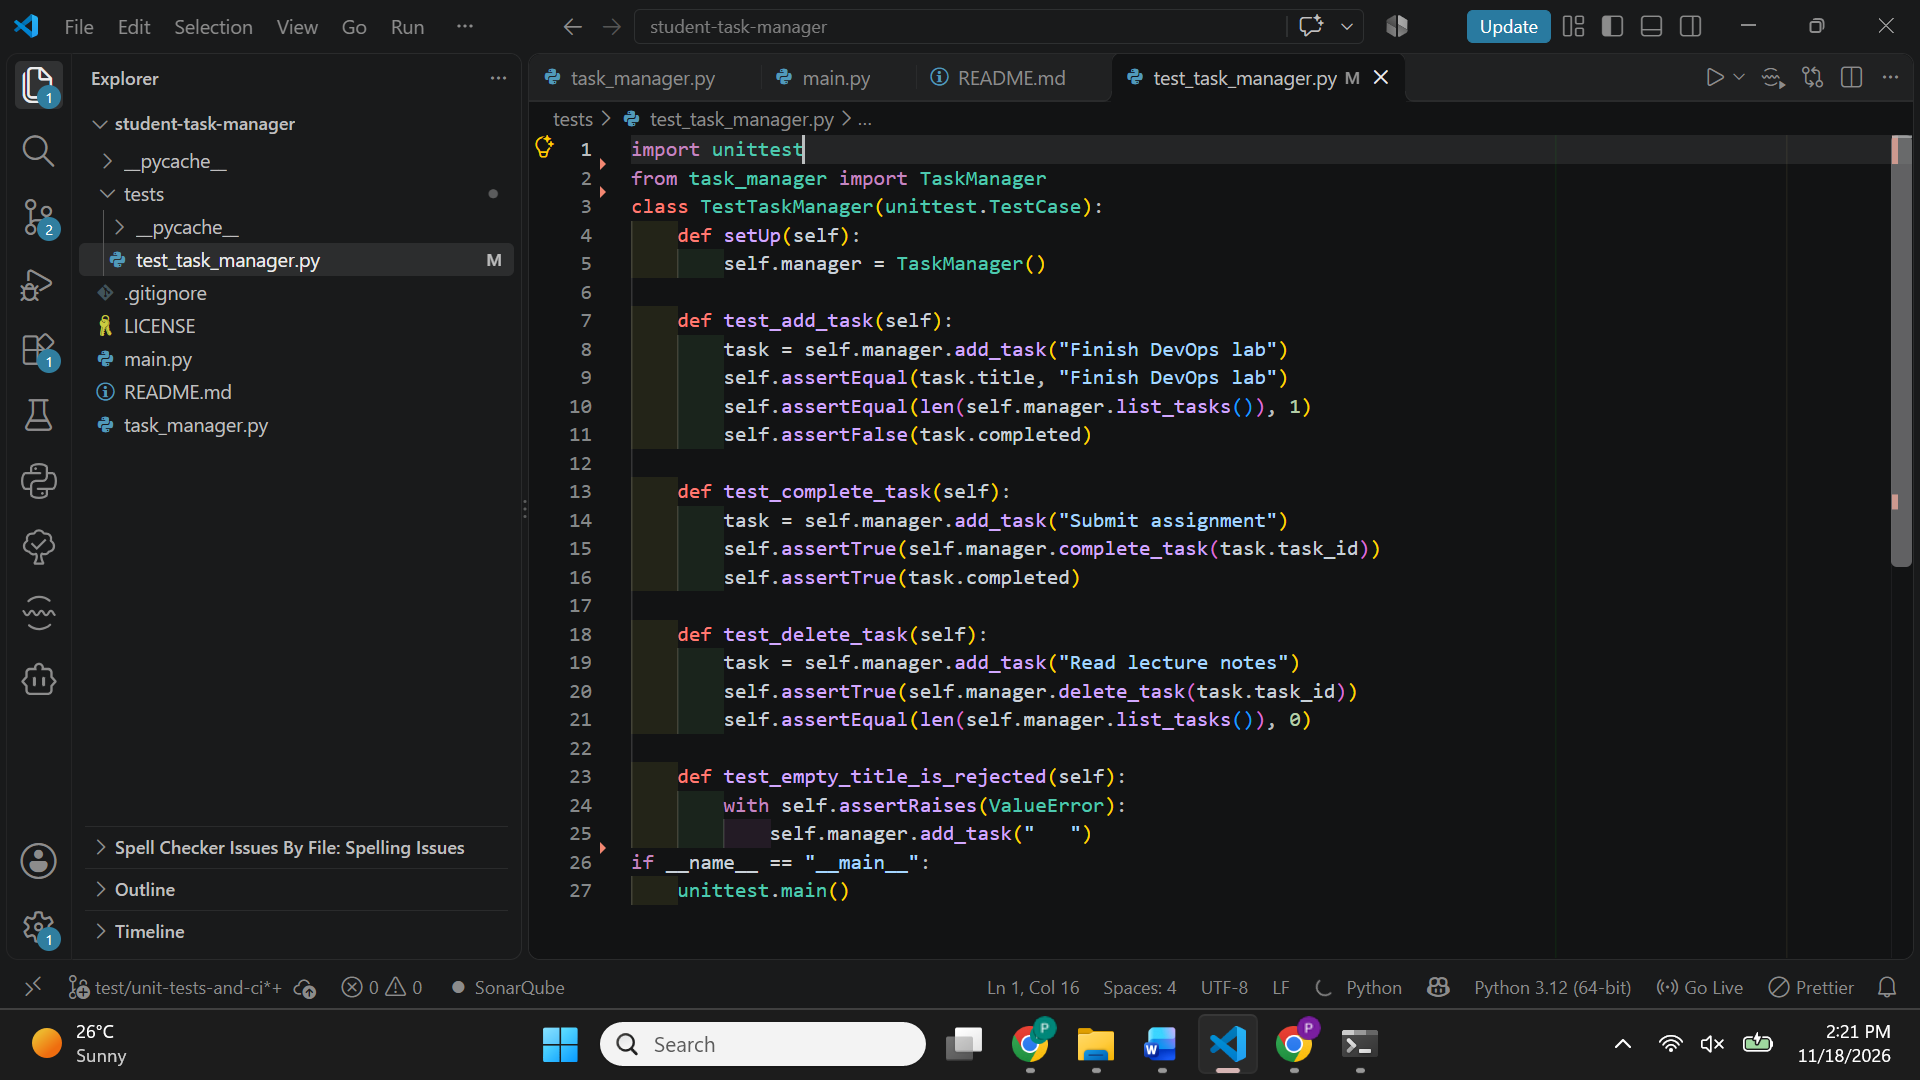 File Edit Selection View Go Run ...
student-task-manager
Update
Explorer
student-task-manager
__pycache__
tests
__pycache__
test_task_manager.py M
.gitignore
LICENSE
main.py
README.md
task_manager.py
Spell Checker Issues By File: Spelling Issues
Outline
Timeline
1
2
1
1
task_manager.py main.py README.md test_task_manager.py M
tests > test_task_manager.py > ...
1 import unittest
2 from task_manager import TaskManager
3 class TestTaskManager(unittest.TestCase):
4 def setUp(self):
5 self.manager = TaskManager()
6
7 def test_add_task(self):
8 task = self.manager.add_task("Finish DevOps lab")
9 self.assertEqual(task.title, "Finish DevOps lab")
10 self.assertEqual(len(self.manager.list_tasks()), 1)
11 self.assertFalse(task.completed)
12
13 def test_complete_task(self):
14 task = self.manager.add_task("Submit assignment")
15 self.assertTrue(self.manager.complete_task(task.task_id))
16 self.assertTrue(task.completed)
17
18 def test_delete_task(self):
19 task = self.manager.add_task("Read lecture notes")
20 self.assertTrue(self.manager.delete_task(task.task_id))
21 self.assertEqual(len(self.manager.list_tasks()), 0)
22
23 def test_empty_title_is_rejected(self):
24 with self.assertRaises(ValueError):
25 self.manager.add_task("   ")
26 if __name__ == "__main__":
27 unittest.main()
test/unit-tests-and-ci*+ 0 0 SonarQube Ln 1, Col 16 Spaces: 4 UTF-8 LF Python Python 3.12 (64-bit) Go Live Prettier
26°C
Sunny
Search
P
W
P
2:21 PM
11/18/2026